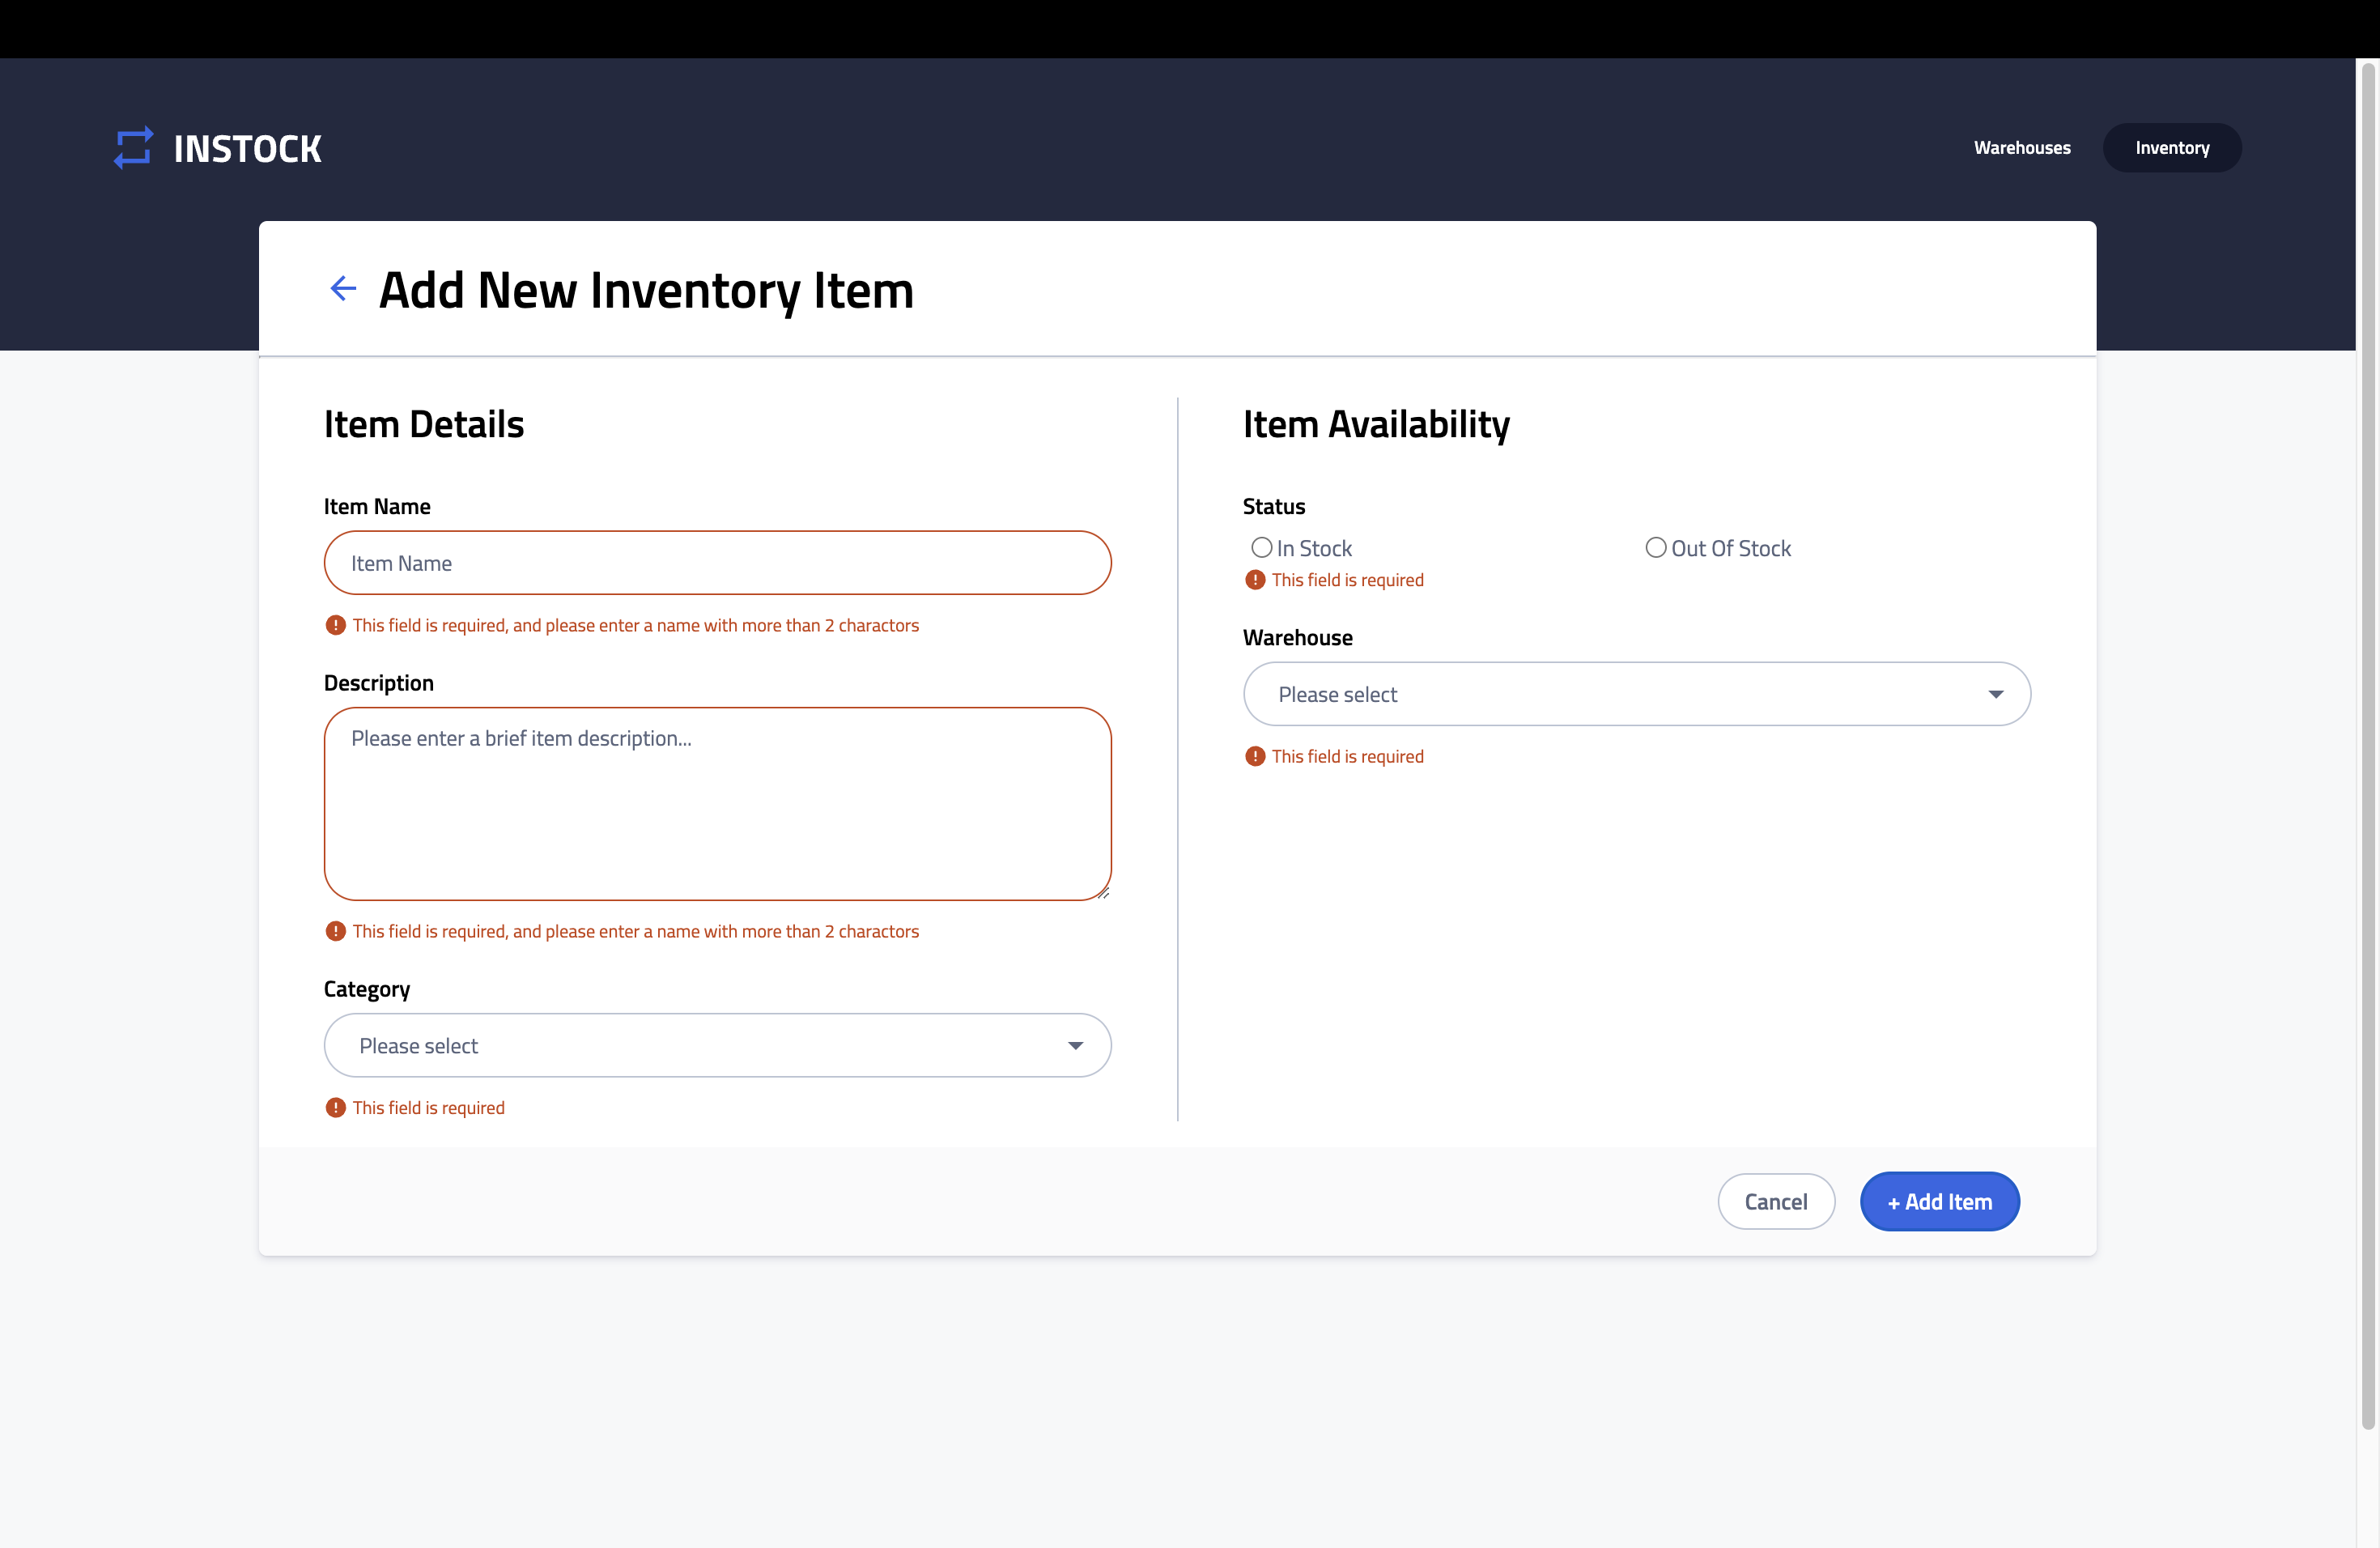 INSTOCK
Warehouses
Inventory
Add New Inventory Item
Item Details
Item Name
Item Name
This field is required, and please enter a name with more than 2 charactors
Description
Please enter a brief item description...
This field is required, and please enter a name with more than 2 charactors
Category
Please select
This field is required
Item Availability
Status
In Stock
Out Of Stock
This field is required
Warehouse
Please select
This field is required
Cancel
+ Add Item